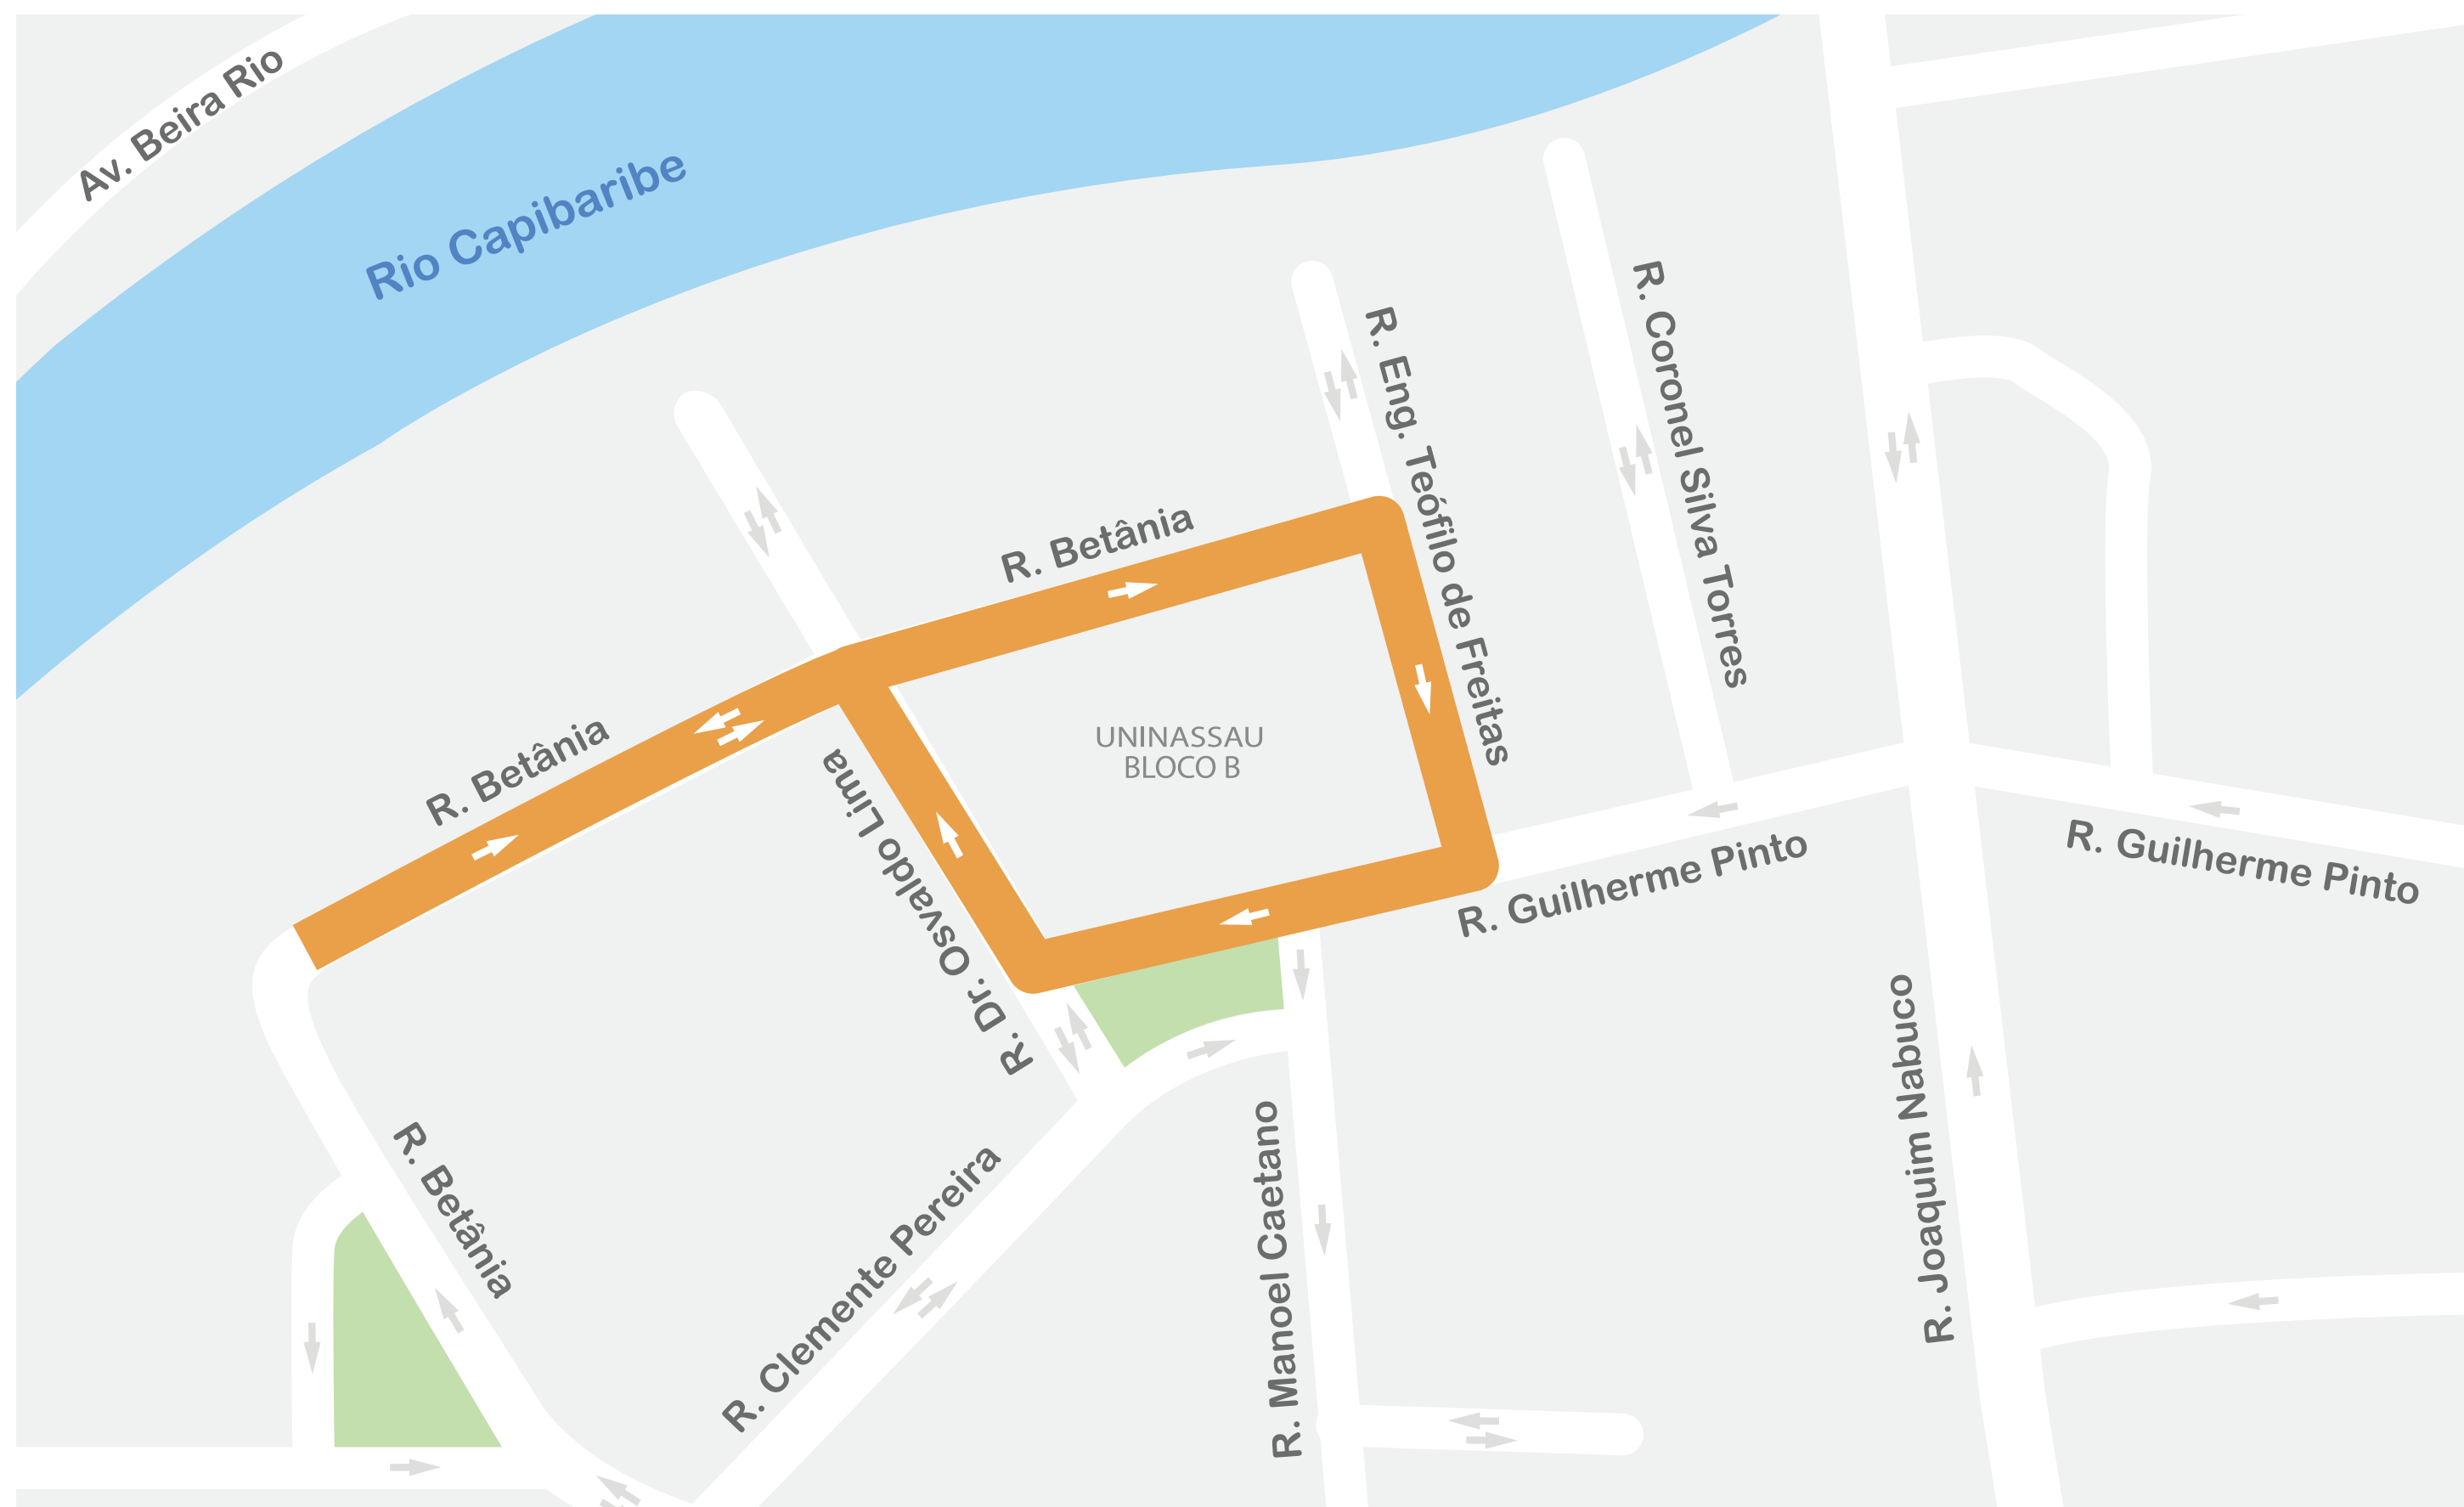 Av. Beira Rio
Rio Capibaribe
R. Eng. Teófilo de Freitas
R. Coronel Silva Torres
R. Betânia
R. Betânia
UNINASSAU
BLOCO B
R. Dr. Osvaldo Lima
R. Guilherme Pinto
R. Guilherme Pinto
R. Betânia
R. Clemente Pereira
R. Manoel Caetano
R. Joaquim Nabuco